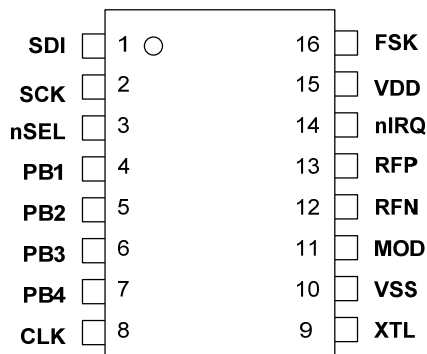 SDI 1 16 FSK
SCK 2 15 VDD
nSEL 3 14 nIRQ
PB1 4 13 RFP
PB2 5 12 RFN
PB3 6 11 MOD
PB4 7 10 VSS
CLK 8 9 XTL